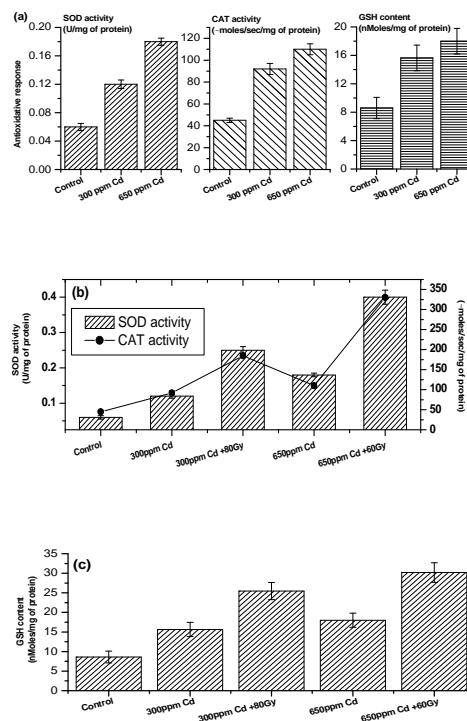 (a)
SOD activity
(U/mg of protein)
CAT activity
(-moles/sec/mg of protein)
GSH content
(nMoles/mg of protein)
Antioxidative response
0.20
0.16
0.12
0.08
0.04
0.00
Control
300 ppm Cd
650 ppm Cd
120
100
80
60
40
20
0
Control
300 ppm Cd
650 ppm Cd
20
16
12
8
4
0
Control
300 ppm Cd
650 ppm Cd
(b)
SOD activity
CAT activity
SOD activity
(U/mg of protein)
0.4
0.3
0.2
0.1
350
300
250
200
150
100
50
0
(-moles/sec/mg of protein)
Control
300ppm Cd
300ppm Cd +80Gy
650ppm Cd
650ppm Cd +60Gy
(c)
GSH content
(nMoles/mg of protein)
35
30
25
20
15
10
5
0
Control
300ppm Cd
300ppm Cd +80Gy
650ppm Cd
650ppm Cd +60Gy